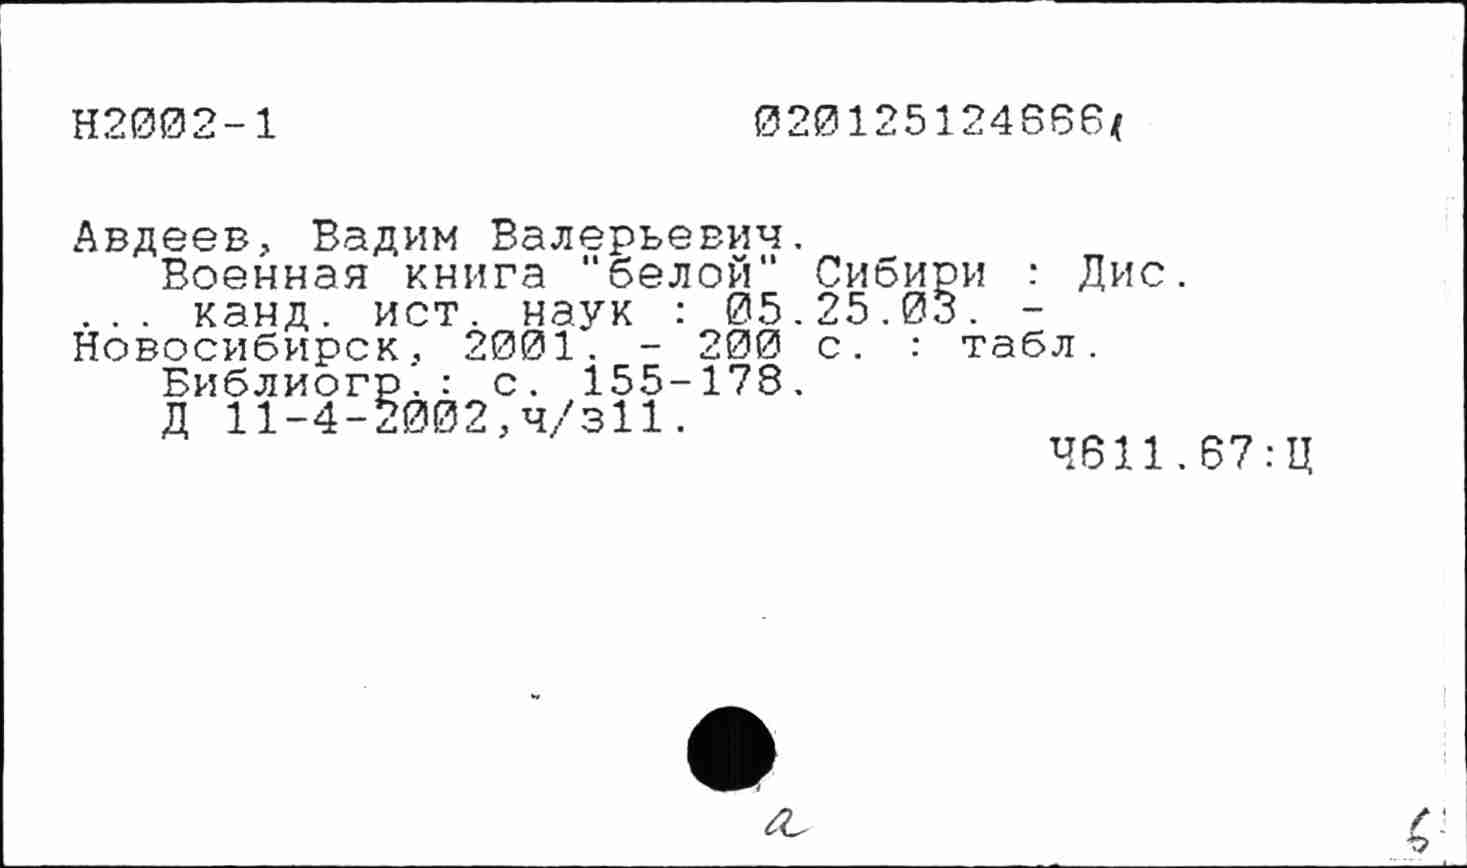 Н2002-1 020125124666
Авдеев, Вадим Валерьевич.
Военная книга "белой" Сибири : Дис.
... канд. ист. наук : 05.25.03. -
Новосибирск, 2001. - 200 с. : табл.
Библиогр.: с. 155-178.
Д 11-4-2002,ч/з11.
Ч611.67:Ц
а